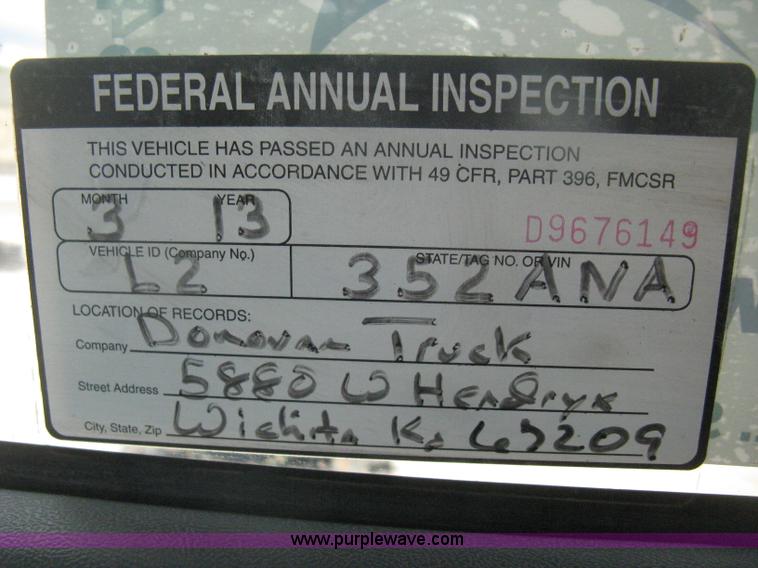 FEDERAL ANNUAL INSPECTION
THIS VEHICLE HAS PASSED AN ANNUAL INSPECTION
CONDUCTED IN ACCORDANCE WITH 49 CFR, PART 396, FMCSR
MONTH YEAR
3 13
D9676149
VEHICLE ID (Company No.) STATE/TAG NO. OR VIN
L2 352ANA
LOCATION OF RECORDS:
Company Donovan Truck
Street Address 5880 W Hendryx
City, State, Zip Wichita Ks 67209
www.purplewave.com